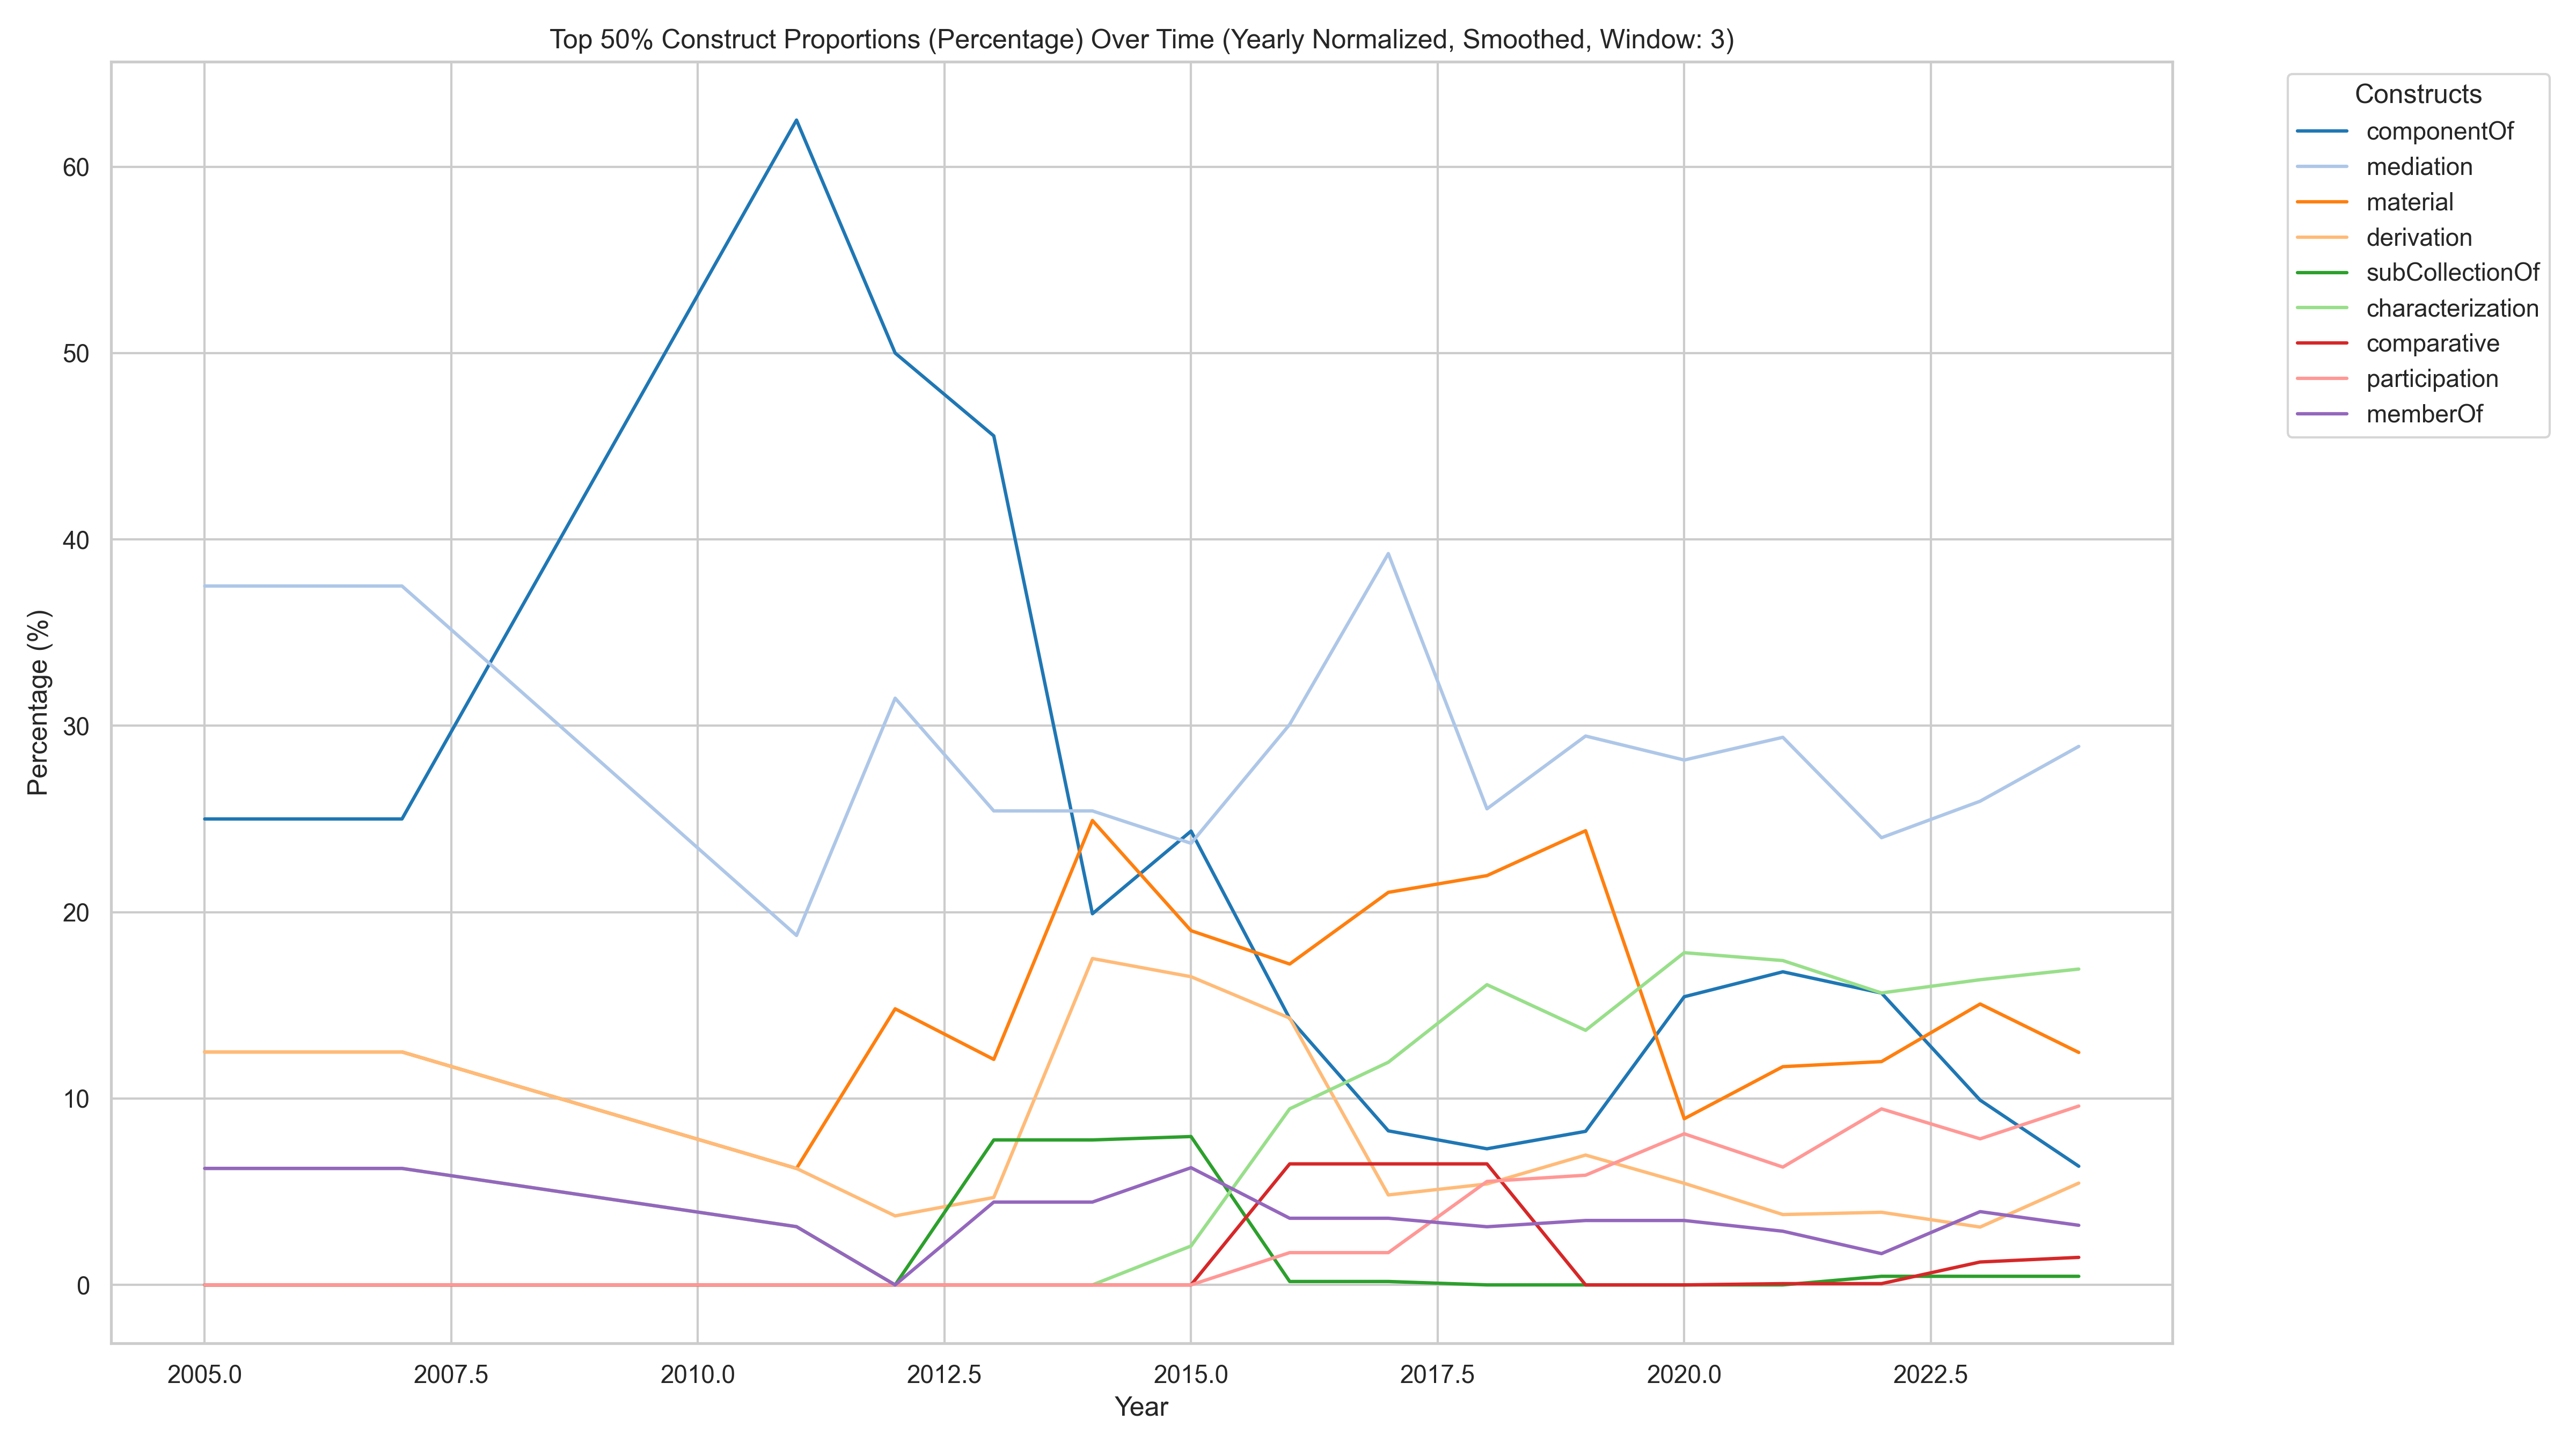 Top 50% Construct Proportions (Percentage) Over Time (Yearly Normalized, Smoothed, Window: 3)
Constructs
componentOf
mediation
material
derivation
subCollectionOf
characterization
comparative
participation
memberOf
Percentage (%)
60
50
40
30
20
10
0
2005.0 2007.5 2010.0 2012.5 2015.0 2017.5 2020.0 2022.5
Year